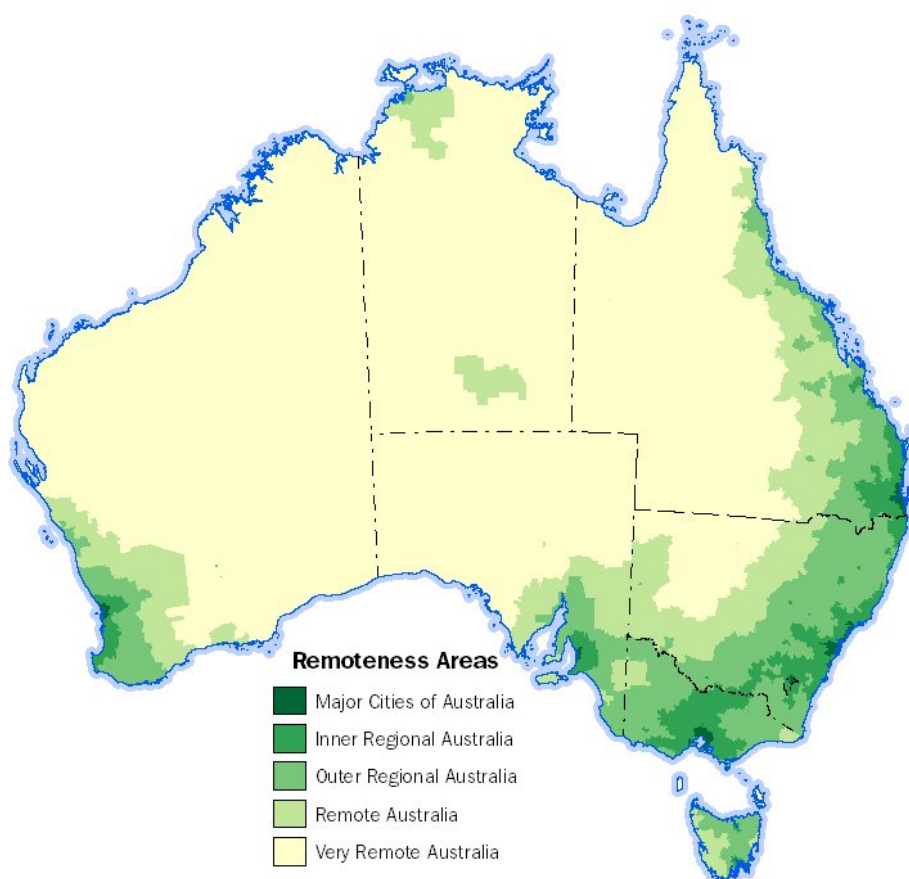 Remoteness Areas
Major Cities of Australia
Inner Regional Australia
Outer Regional Australia
Remote Australia
Very Remote Australia